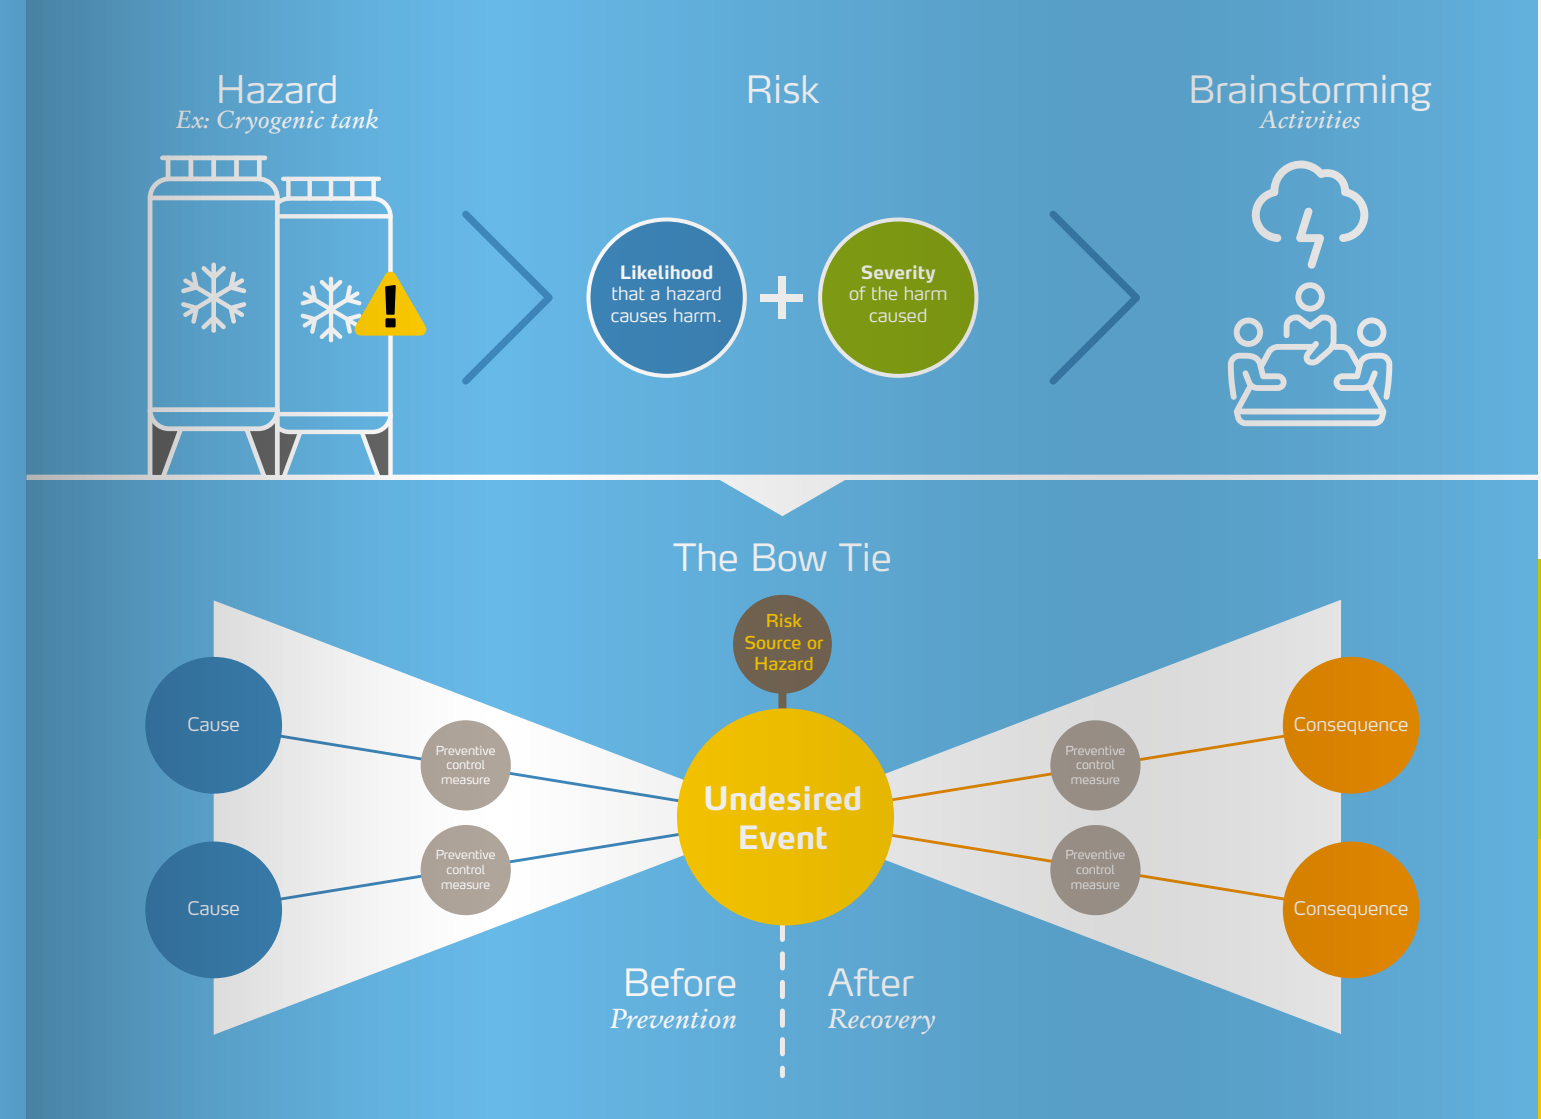 Hazard
Ex: Cryogenic tank
Risk
Brainstorming
Activities
Likelihood
that a hazard
causes harm.
+
Severity
of the harm
caused
!
The Bow Tie
Risk
Source or
Hazard
Cause
Preventive
control
measure
Cause
Preventive
control
measure
Undesired
Event
Preventive
control
measure
Consequence
Preventive
control
measure
Consequence
Before
Prevention
After
Recovery